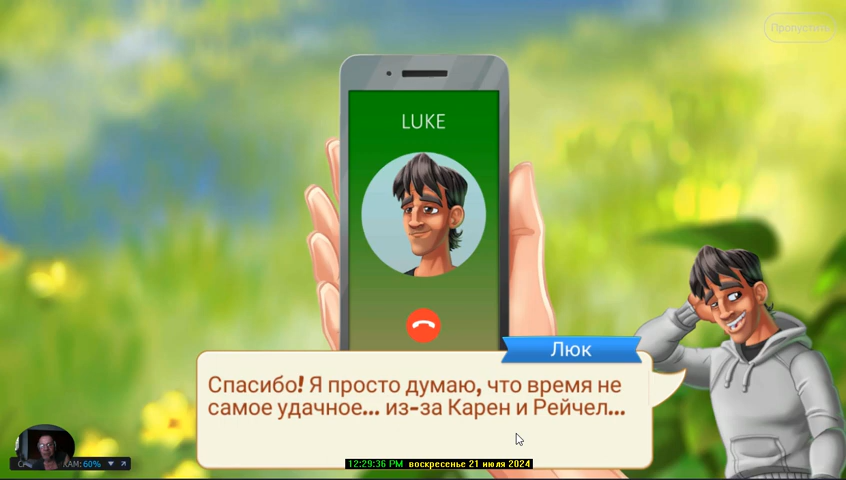 Пропустить
LUKE
Люк
Спасибо! Я просто думаю, что время не
самое удачное... из-за Карен и Рейчел...
12:29:36 PM воскресенье 21 июля 2024
60%